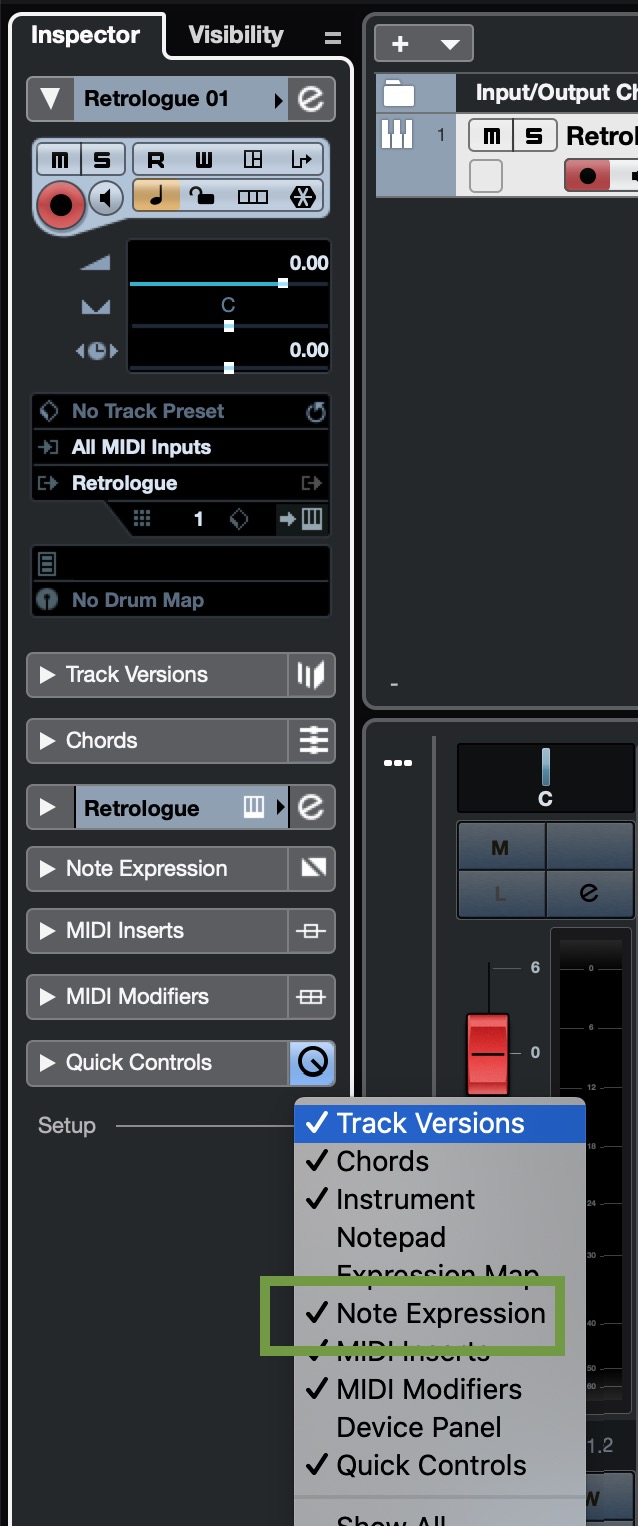 Inspector
Visibility
Retrologue 01
M S R W
0.00
C
0.00
No Track Preset
All MIDI Inputs
Retrologue
1
No Drum Map
Track Versions
Chords
Retrologue
Note Expression
MIDI Inserts
MIDI Modifiers
Quick Controls
Setup
Input/Output Ch
1 M S Retrol
-
C
M
L e
6
0
0
6
12
18
24
30
40
50
60
1.2
W
Track Versions
Chords
Instrument
Notepad
Expression Map
Note Expression
MIDI Inserts
MIDI Modifiers
Device Panel
Quick Controls
Show All